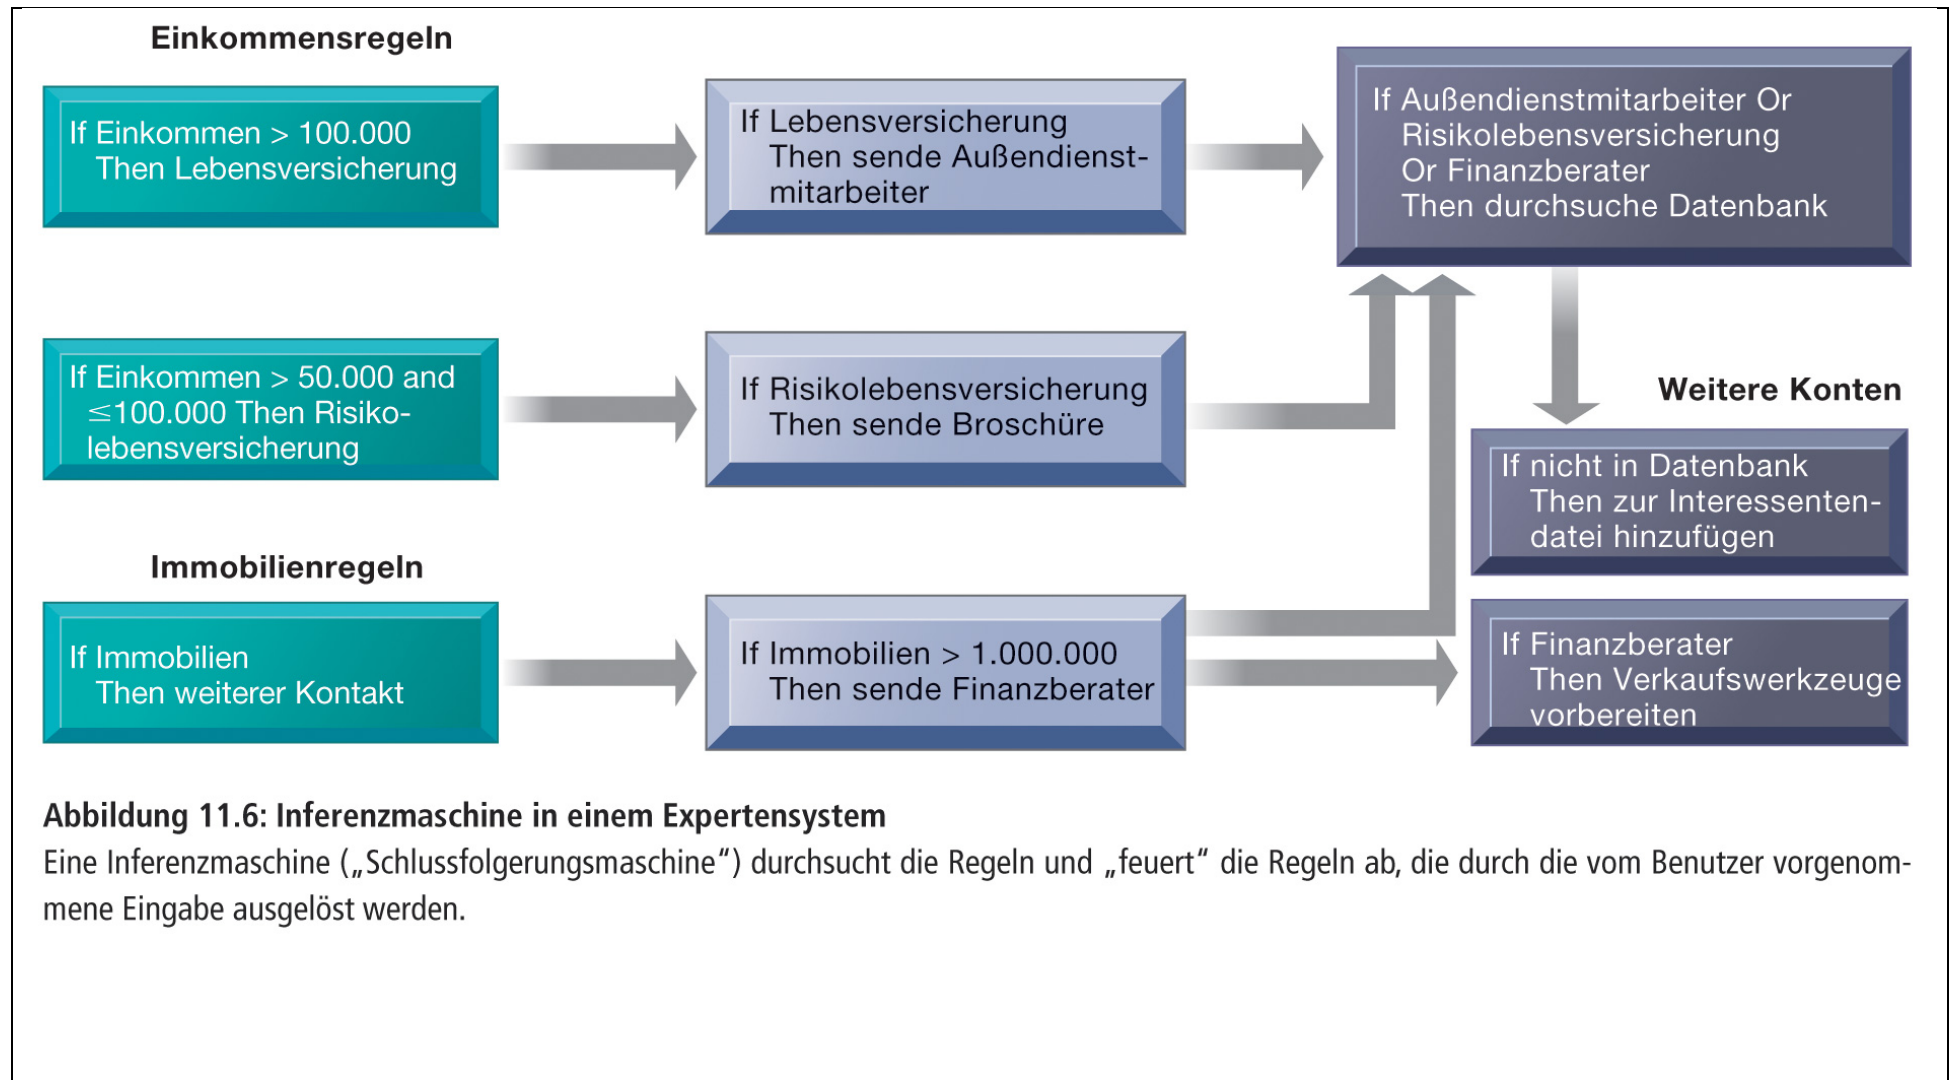 Einkommensregeln
If Einkommen > 100.000
Then Lebensversicherung
If Lebensversicherung
Then sende Außendienst-
mitarbeiter
If Außendienstmitarbeiter Or
Risikolebensversicherung
Or Finanzberater
Then durchsuche Datenbank
If Einkommen > 50.000 and
≤100.000 Then Risiko-
lebensversicherung
If Risikolebensversicherung
Then sende Broschüre
Weitere Konten
If nicht in Datenbank
Then zur Interessenten-
datei hinzufügen
Immobilienregeln
If Immobilien
Then weiterer Kontakt
If Immobilien > 1.000.000
Then sende Finanzberater
If Finanzberater
Then Verkaufswerkzeuge
vorbereiten
Abbildung 11.6: Inferenzmaschine in einem Expertensystem
Eine Inferenzmaschine („Schlussfolgerungsmaschine“) durchsucht die Regeln und „feuert“ die Regeln ab, die durch die vom Benutzer vorgenom-
mene Eingabe ausgelöst werden.